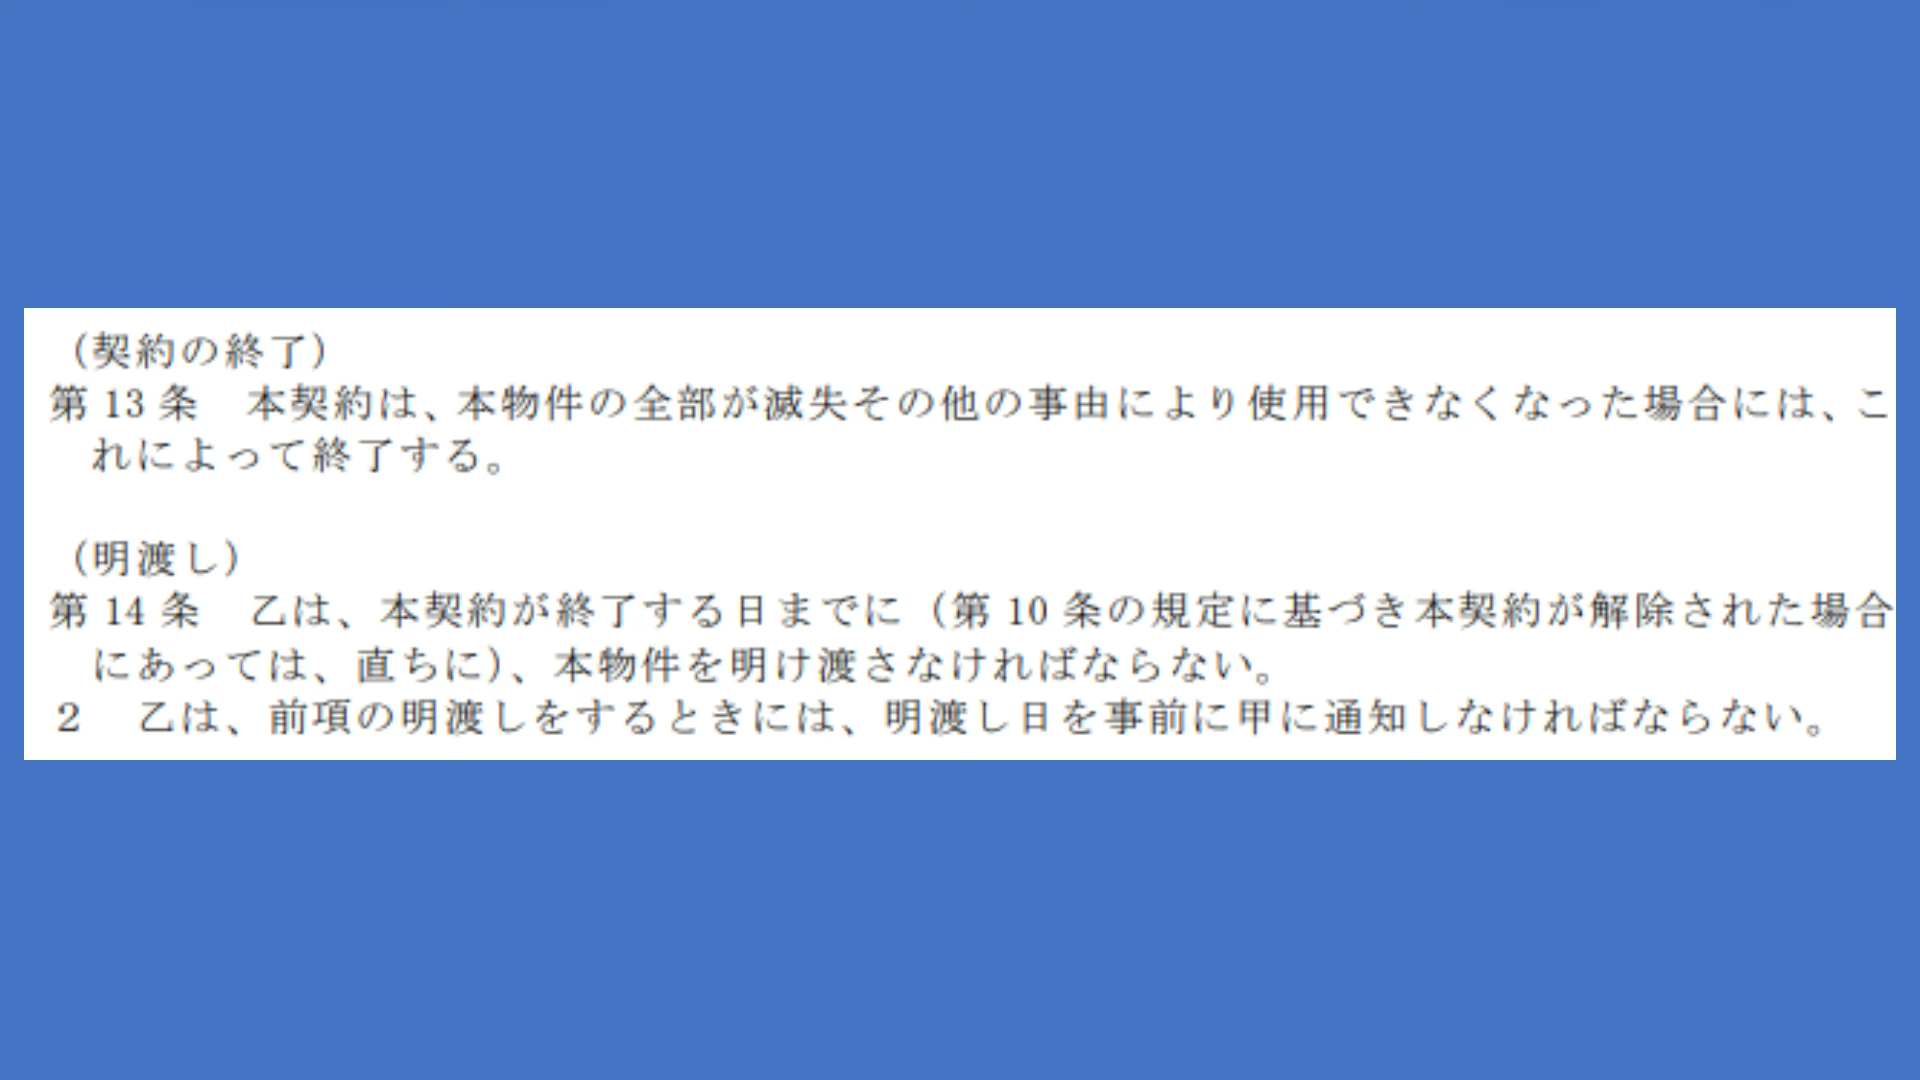 （契約の終了）
第 13 条　本契約は、本物件の全部が滅失その他の事由により使用できなくなった場合には、こ
れによって終了する。
（明渡し）
第 14 条　乙は、本契約が終了する日までに（第 10 条の規定に基づき本契約が解除された場合
にあっては、直ちに）、本物件を明け渡さなければならない。
２　乙は、前項の明渡しをするときには、明渡し日を事前に甲に通知しなければならない。